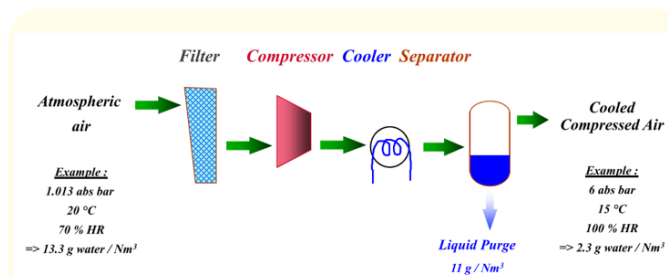 Filter Compressor Cooler Separator
Atmospheric
air
Example :
1.013 abs bar
20 °C
70 % HR
=> 13.3 g water / Nm³
Cooled
Compressed Air
Example :
6 abs bar
15 °C
100 % HR
=> 2.3 g water / Nm³
Liquid Purge
11 g / Nm³